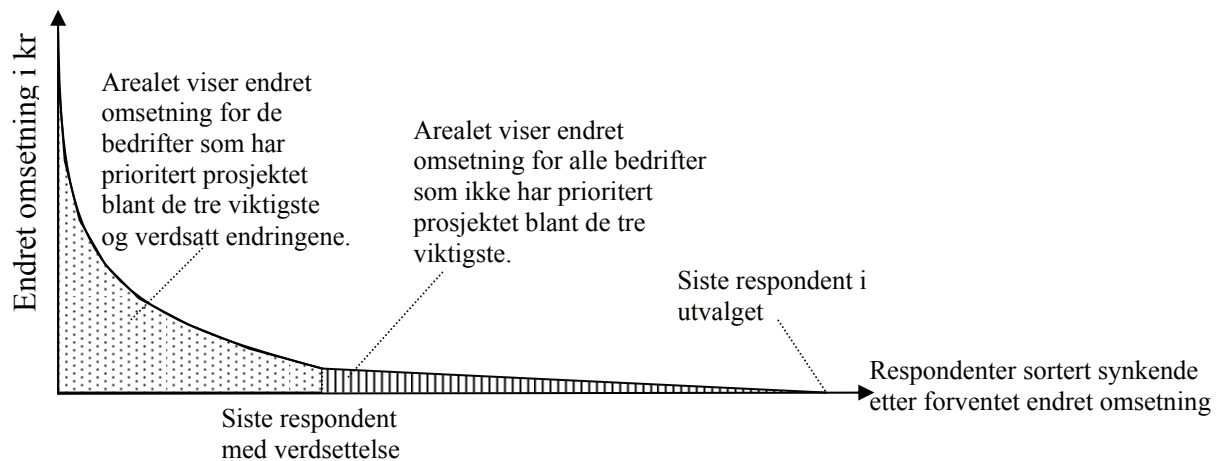 Endret omsetning i kr
Arealet viser endret
omsetning for de
bedrifter som har
prioritert prosjektet
blant de tre viktigste
og verdsatt endringene.
Arealet viser endret
omsetning for alle bedrifter
som ikke har prioritert
prosjektet blant de tre
viktigste.
Siste respondent i
utvalget
Respondenter sortert synkende
etter forventet endret omsetning
Siste respondent
med verdsettelse